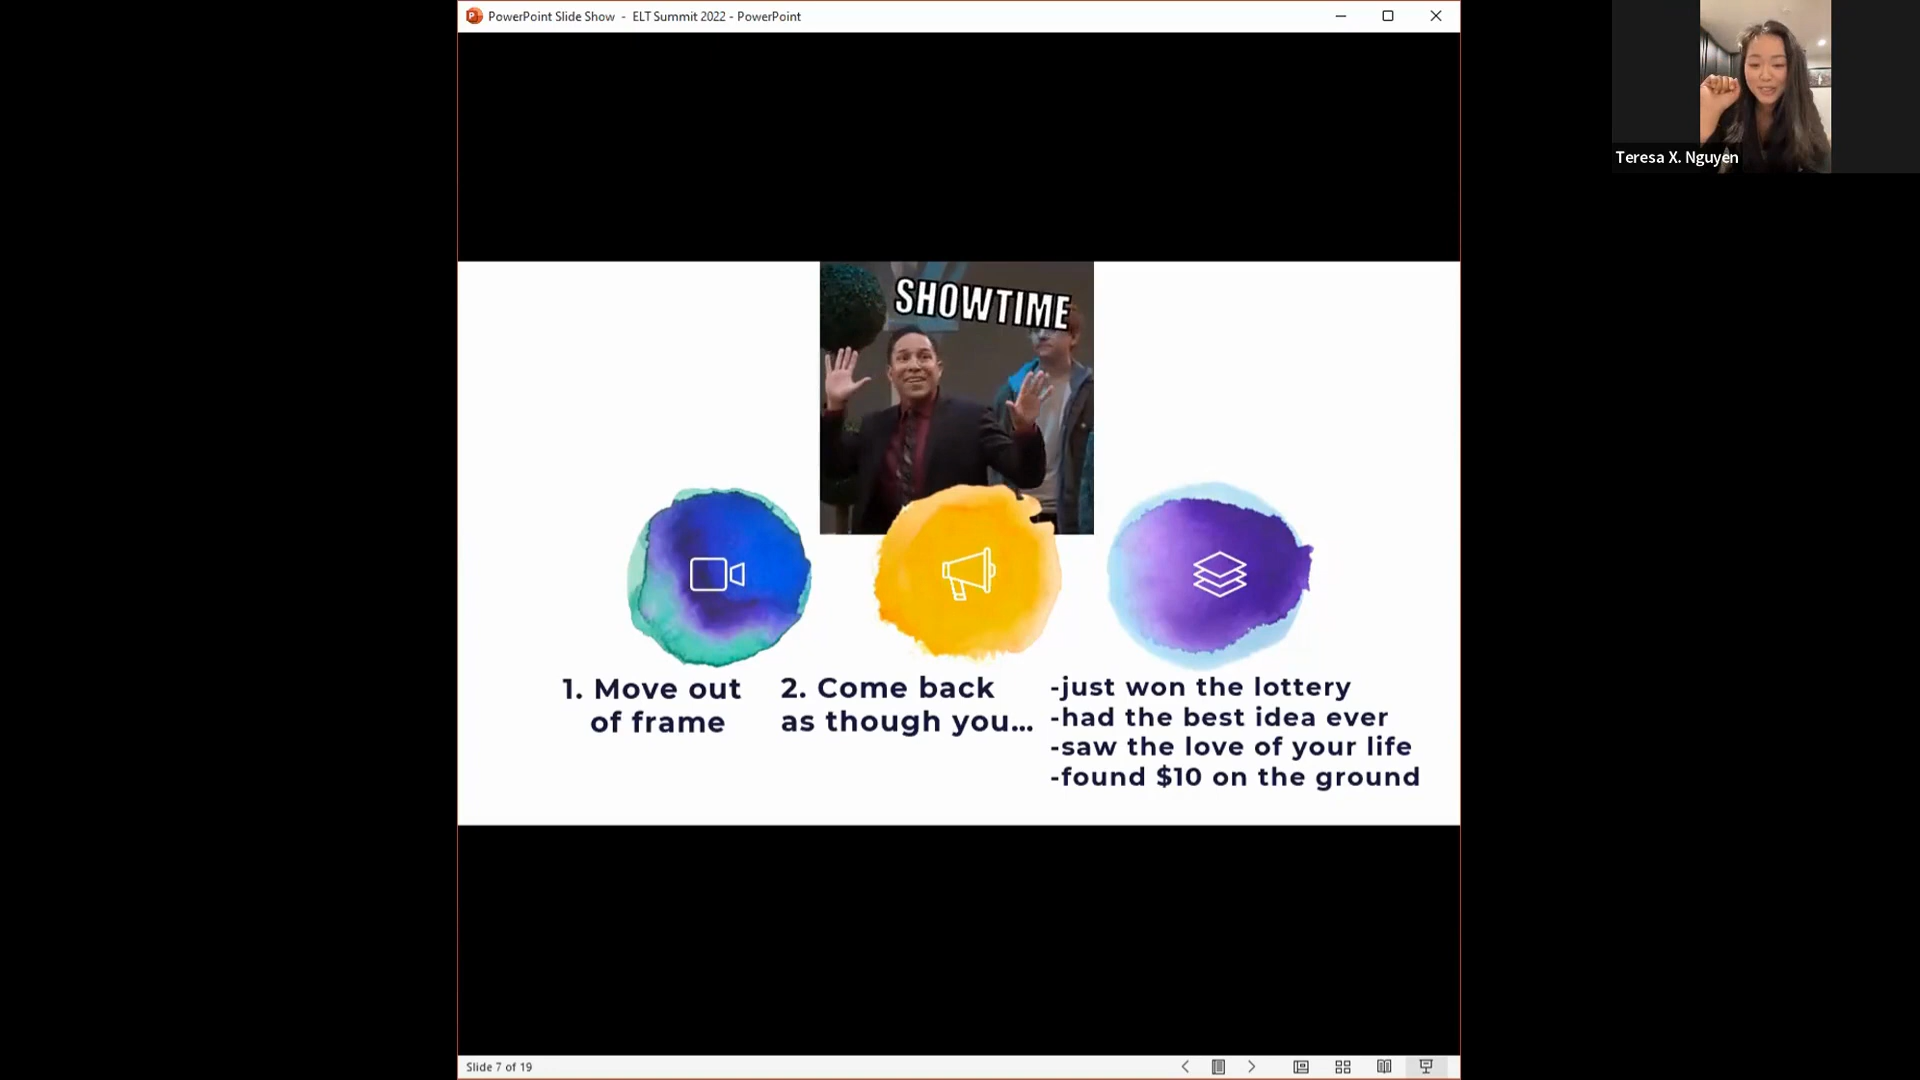 PowerPoint Slide Show - ELT Summit 2022 - PowerPoint
Teresa X. Nguyen
SHOWTIME
1. Move out
of frame
2. Come back
as though you...
-just won the lottery
-had the best idea ever
-saw the love of your life
-found $10 on the ground
Slide 7 of 19